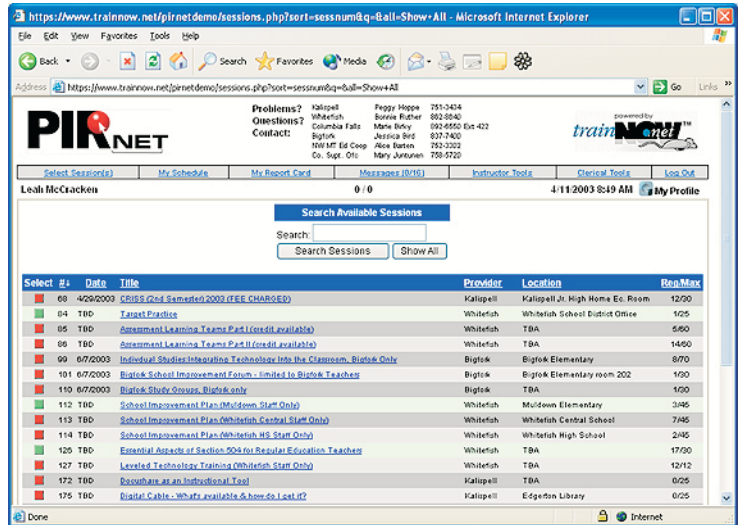 https://www.trainnow.net/pirnetdemo/sessions.php?sort=sessnum&q=&all=Show+All - Microsoft Internet Explorer
File Edit View Favorites Tools Help
Back Search Favorites Media
Address https://www.trainnow.net/pirnetdemo/sessions.php?sort=sessnum&q=&all=Show+All Go Links
PIRNET
Problems? Questions? Contact:
Kalispell Peggy Hoppe 751-3434
Whitefish Bonnie Ruther 862-8640
Columbia Falls Marie Birky 892-6550 Ext 422
Bigfork Jessica Bird 837-7400
NW MT Ed Coop Alice Barten 752-3302
Co. Supt. Ofc Mary Juntunen 758-5720
powered by
trainNOW.net™
Select Session(s) My Schedule My Report Card Messages (0/16) Instructor Tools Clerical Tools Log Out
Leah McCracken 0 / 0 4/11/2003 8:49 AM My Profile
Search Available Sessions
Search:
Search Sessions Show All
Select #↓ Date Title Provider Location Reg/Max
68 4/29/2003 CRISS (2nd Semester) 2003 (FEE CHARGED) Kalispell Kalispell Jr. High Home Ec. Room 12/30
84 TBD Target Practice Whitefish Whitefish School District Office 1/25
85 TBD Assessment Learning Teams Part I (credit available) Whitefish TBA 5/60
86 TBD Assessment Learning Teams Part II (credit available) Whitefish TBA 14/60
99 6/7/2003 Indivdual Studies:Integrating Technology Into the Classroom, Bigfork Only Bigfork Bigfork Elementary 8/70
101 6/7/2003 Bigfork School Improvement Forum - limited to Bigfork Teachers Bigfork Bigfork Elementary room 202 1/30
110 6/7/2003 Bigfork Study Groups, Bigfork only Bigfork TBA 1/30
112 TBD School Improvement Plan (Muldown Staff Only) Whitefish Muldown Elementary 3/45
113 TBD School Improvement Plan (Whitefish Central Staff Only) Whitefish Whitefish Central School 7/45
114 TBD School Improvement Plan (Whitefish HS Staff Only) Whitefish Whitefish High School 2/45
126 TBD Essential Aspects of Section 504 for Regular Education Teachers Whitefish TBA 17/30
127 TBD Leveled Technology Training (Whitefish Staff Only) Whitefish TBA 12/12
172 TBD Docushare as an Instructional Tool Kalispell TBA 0/25
175 TBD Digital Cable - Whats available & how do I get it? Kalispell Edgerton Library 0/25
Done Internet